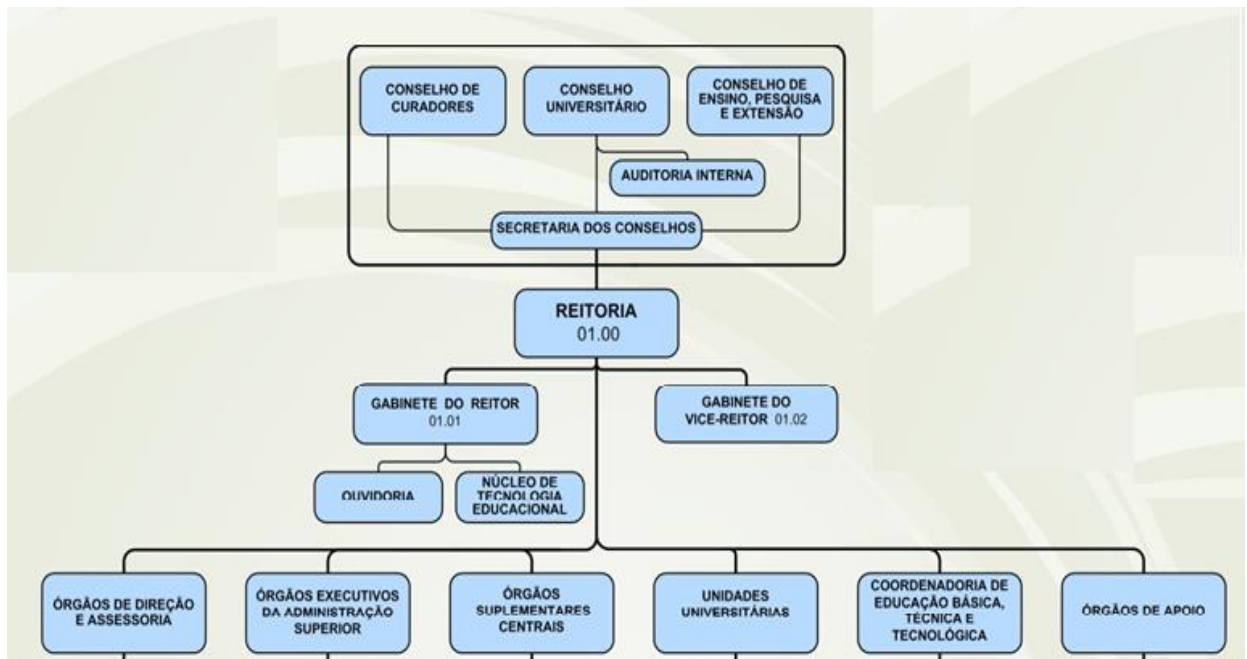 CONSELHO DE
CURADORES
CONSELHO
UNIVERSITÁRIO
CONSELHO DE
ENSINO, PESQUISA
E EXTENSÃO
AUDITORIA INTERNA
SECRETARIA DOS CONSELHOS
REITORIA
01.00
GABINETE DO REITOR
01.01
GABINETE DO
VICE-REITOR 01.02
OUVIDORIA
NÚCLEO DE
TECNOLOGIA
EDUCACIONAL
ÓRGÃOS DE DIREÇÃO
E ASSESSORIA
ÓRGÃOS EXECUTIVOS
DA ADMINISTRAÇÃO
SUPERIOR
ÓRGÃOS
SUPLEMENTARES
CENTRAIS
UNIDADES
UNIVERSITÁRIAS
COORDENADORIA DE
EDUCAÇÃO BÁSICA,
TÉCNICA E
TECNOLÓGICA
ÓRGÃOS DE APOIO